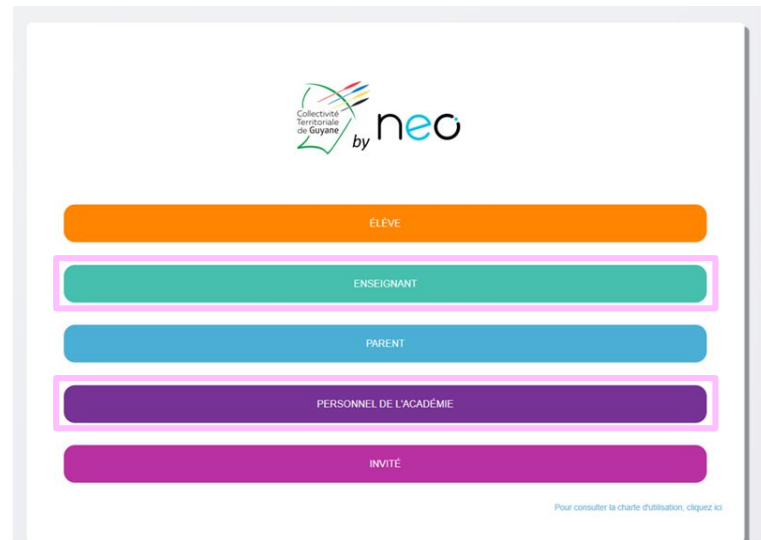 Collectivité
Territoriale
de Guyane
by neo
ÉLÈVE
ENSEIGNANT
PARENT
PERSONNEL DE L'ACADÉMIE
INVITÉ
Pour consulter la charte d'utilisation, cliquez ici